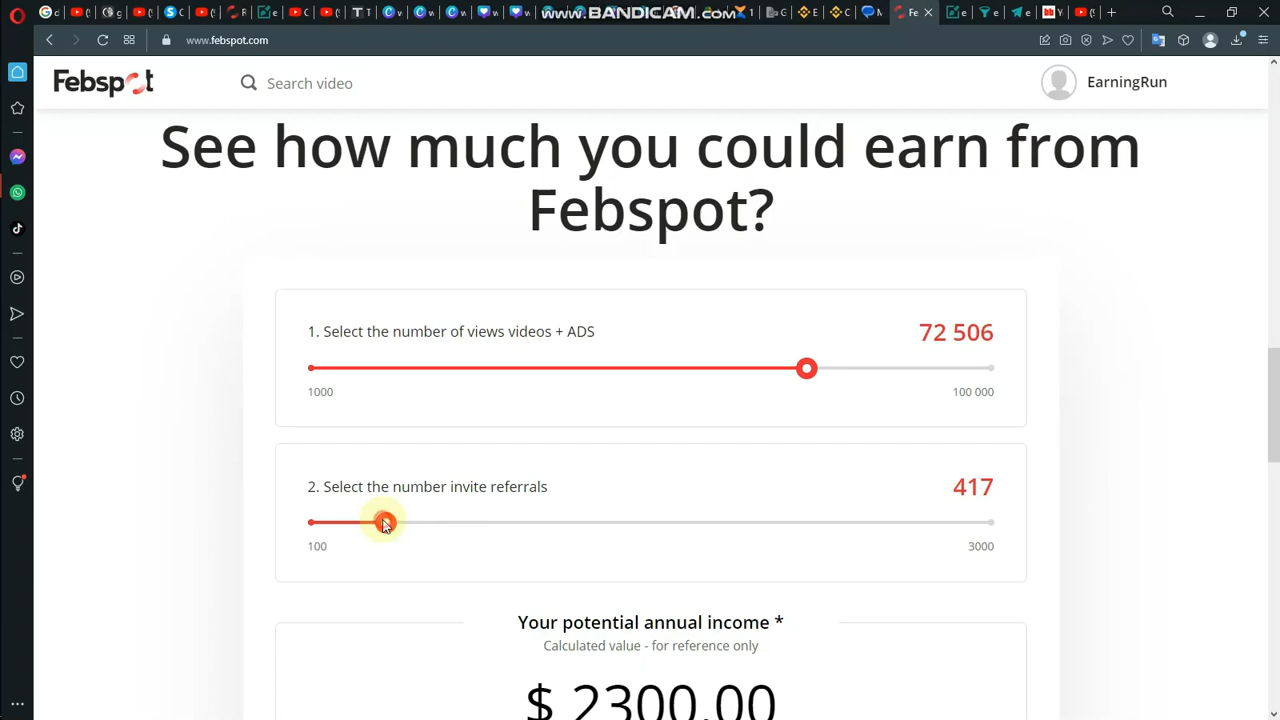 www.BANDICAM.com
www.febspot.com
Febspot
Search video
EarningRun
See how much you could earn from
Febspot?
1. Select the number of views videos + ADS
72 506
1000
100 000
2. Select the number invite referrals
417
100
3000
Your potential annual income *
Calculated value - for reference only
$ 2300.00